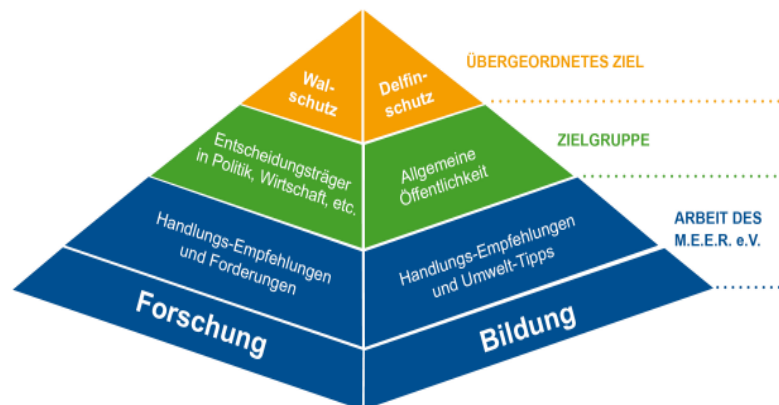 Wal-
schutz
Delfin-
schutz
ÜBERGEORDNETES ZIEL
Entscheidungsträger
in Politik, Wirtschaft, etc.
Allgemeine
Öffentlichkeit
ZIELGRUPPE
Handlungs-Empfehlungen
und Forderungen
Handlungs-Empfehlungen
und Umwelt-Tipps
ARBEIT DES
M.E.E.R. e.V.
Forschung
Bildung